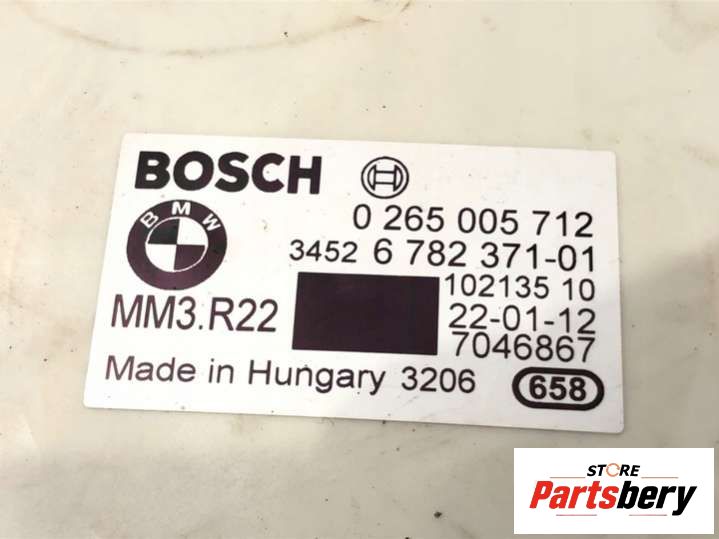 BOSCH
BMW
0 265 005 712
3452 6 782 371-01
102135 10
MM3.R22
22-01-12
7046867
Made in Hungary 3206
658
STORE
Partsbery